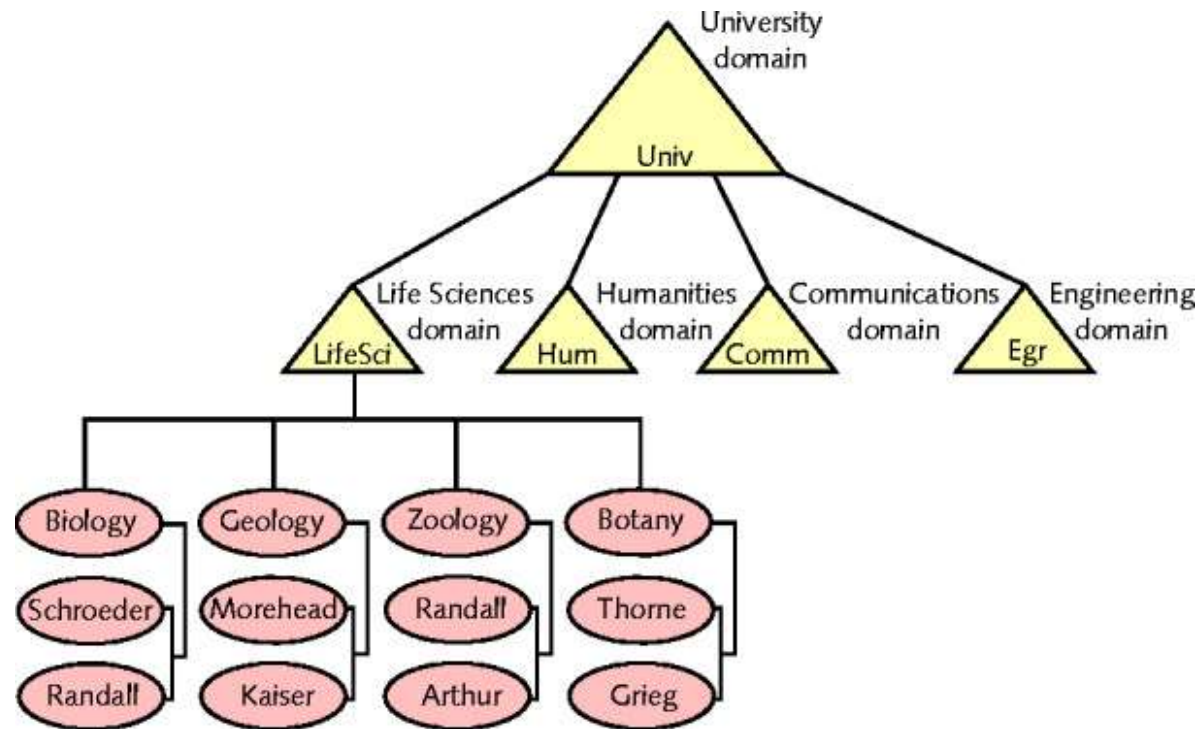 University
domain
Univ
Life Sciences
domain
LifeSci
Humanities
domain
Hum
Communications
domain
Comm
Engineering
domain
Egr
Biology
Geology
Zoology
Botany
Schroeder
Morehead
Randall
Thorne
Randall
Kaiser
Arthur
Grieg